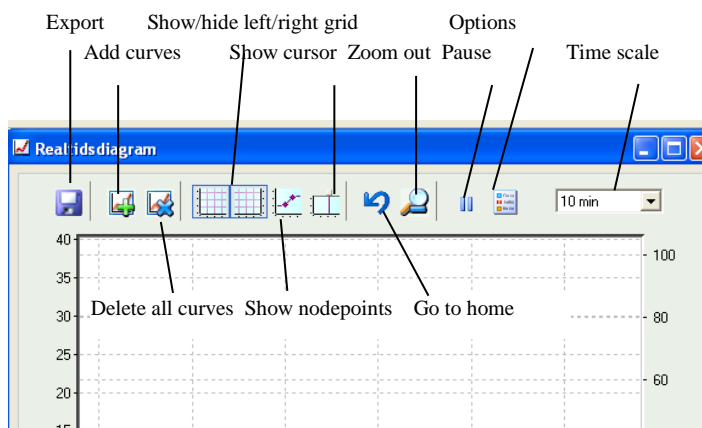 Export Show/hide left/right grid Options
Add curves Show cursor Zoom out Pause Time scale
Realtidsdiagram
10 min
40
100
35
Delete all curves Show nodepoints Go to home
30
80
25
60
20
15